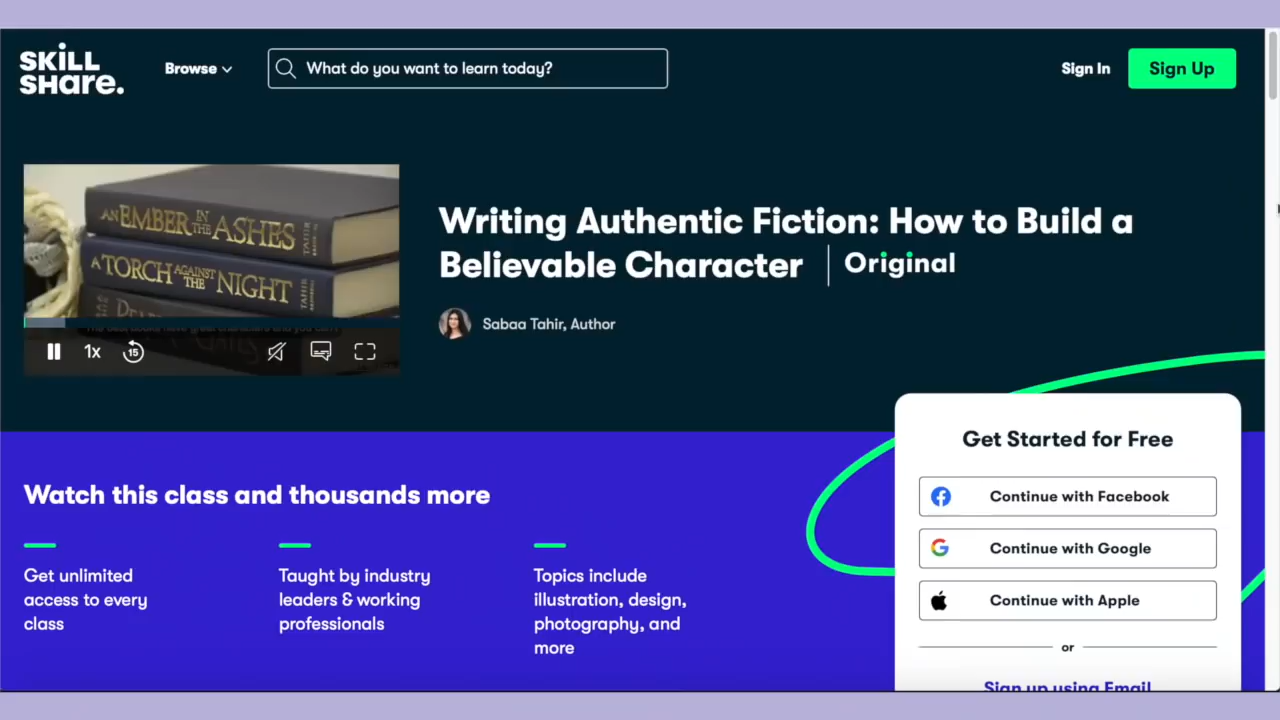 SKILL
SHARE.
Browse
What do you want to learn today?
Sign In
Sign Up
AN EMBER IN THE ASHES
TAHIR
A TORCH AGAINST THE NIGHT
TAHIR
1x
15
Writing Authentic Fiction: How to Build a
Believable Character
Original
Sabaa Tahir, Author
Get Started for Free
Continue with Facebook
Continue with Google
Continue with Apple
or
Sign up using Email
Watch this class and thousands more
Get unlimited
access to every
class
Taught by industry
leaders & working
professionals
Topics include
illustration, design,
photography, and
more